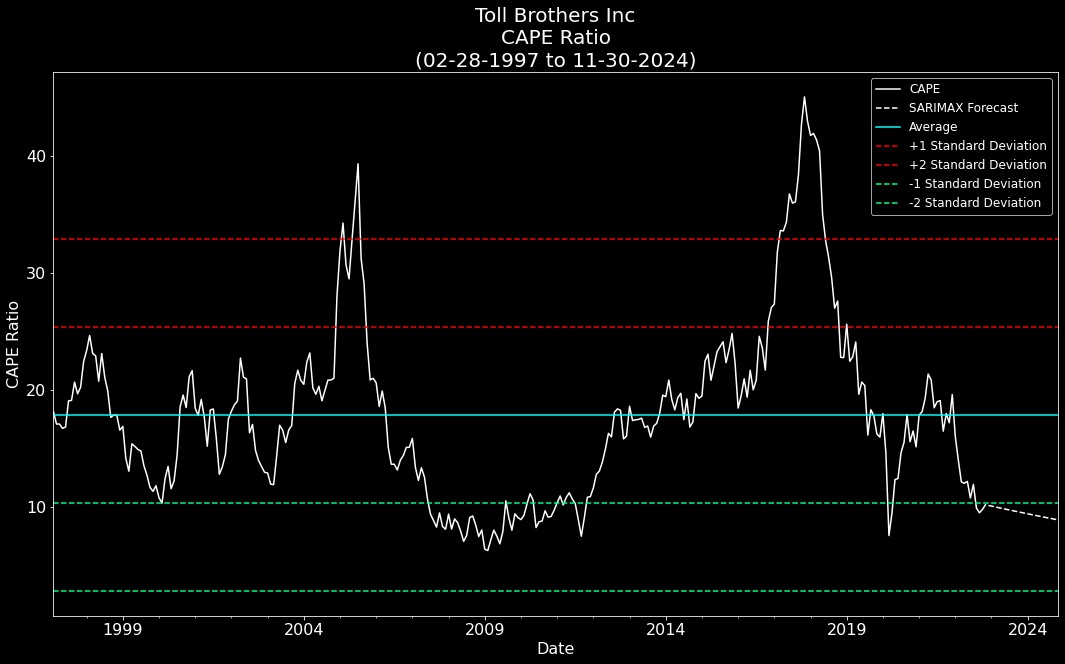 Toll Brothers Inc
CAPE Ratio
(02-28-1997 to 11-30-2024)
CAPE
SARIMAX Forecast
Average
+1 Standard Deviation
+2 Standard Deviation
-1 Standard Deviation
-2 Standard Deviation
CAPE Ratio
40
30
20
10
1999 2004 2009 2014 2019 2024
Date